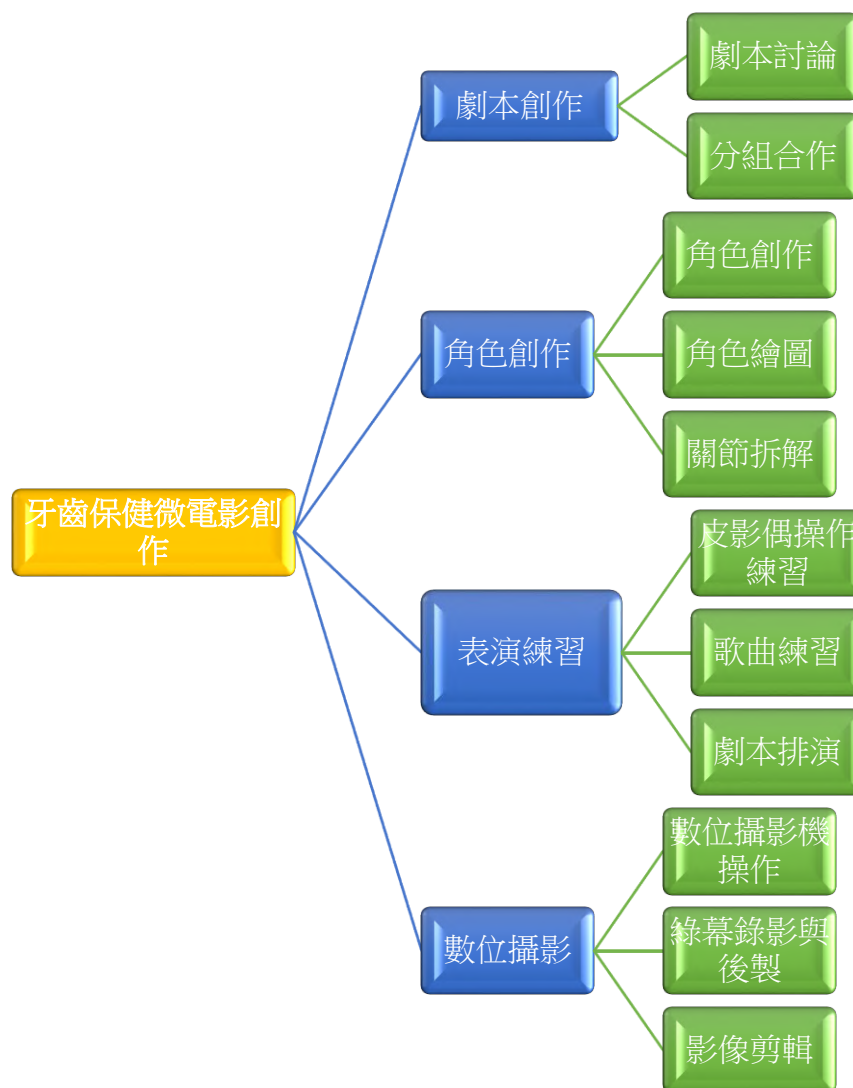 牙齒保健微電影創
作
劇本創作
劇本討論
分組合作
角色創作
角色創作
角色繪圖
關節拆解
表演練習
皮影偶操作
練習
歌曲練習
劇本排演
數位攝影
數位攝影機
操作
綠幕錄影與
後製
影像剪輯